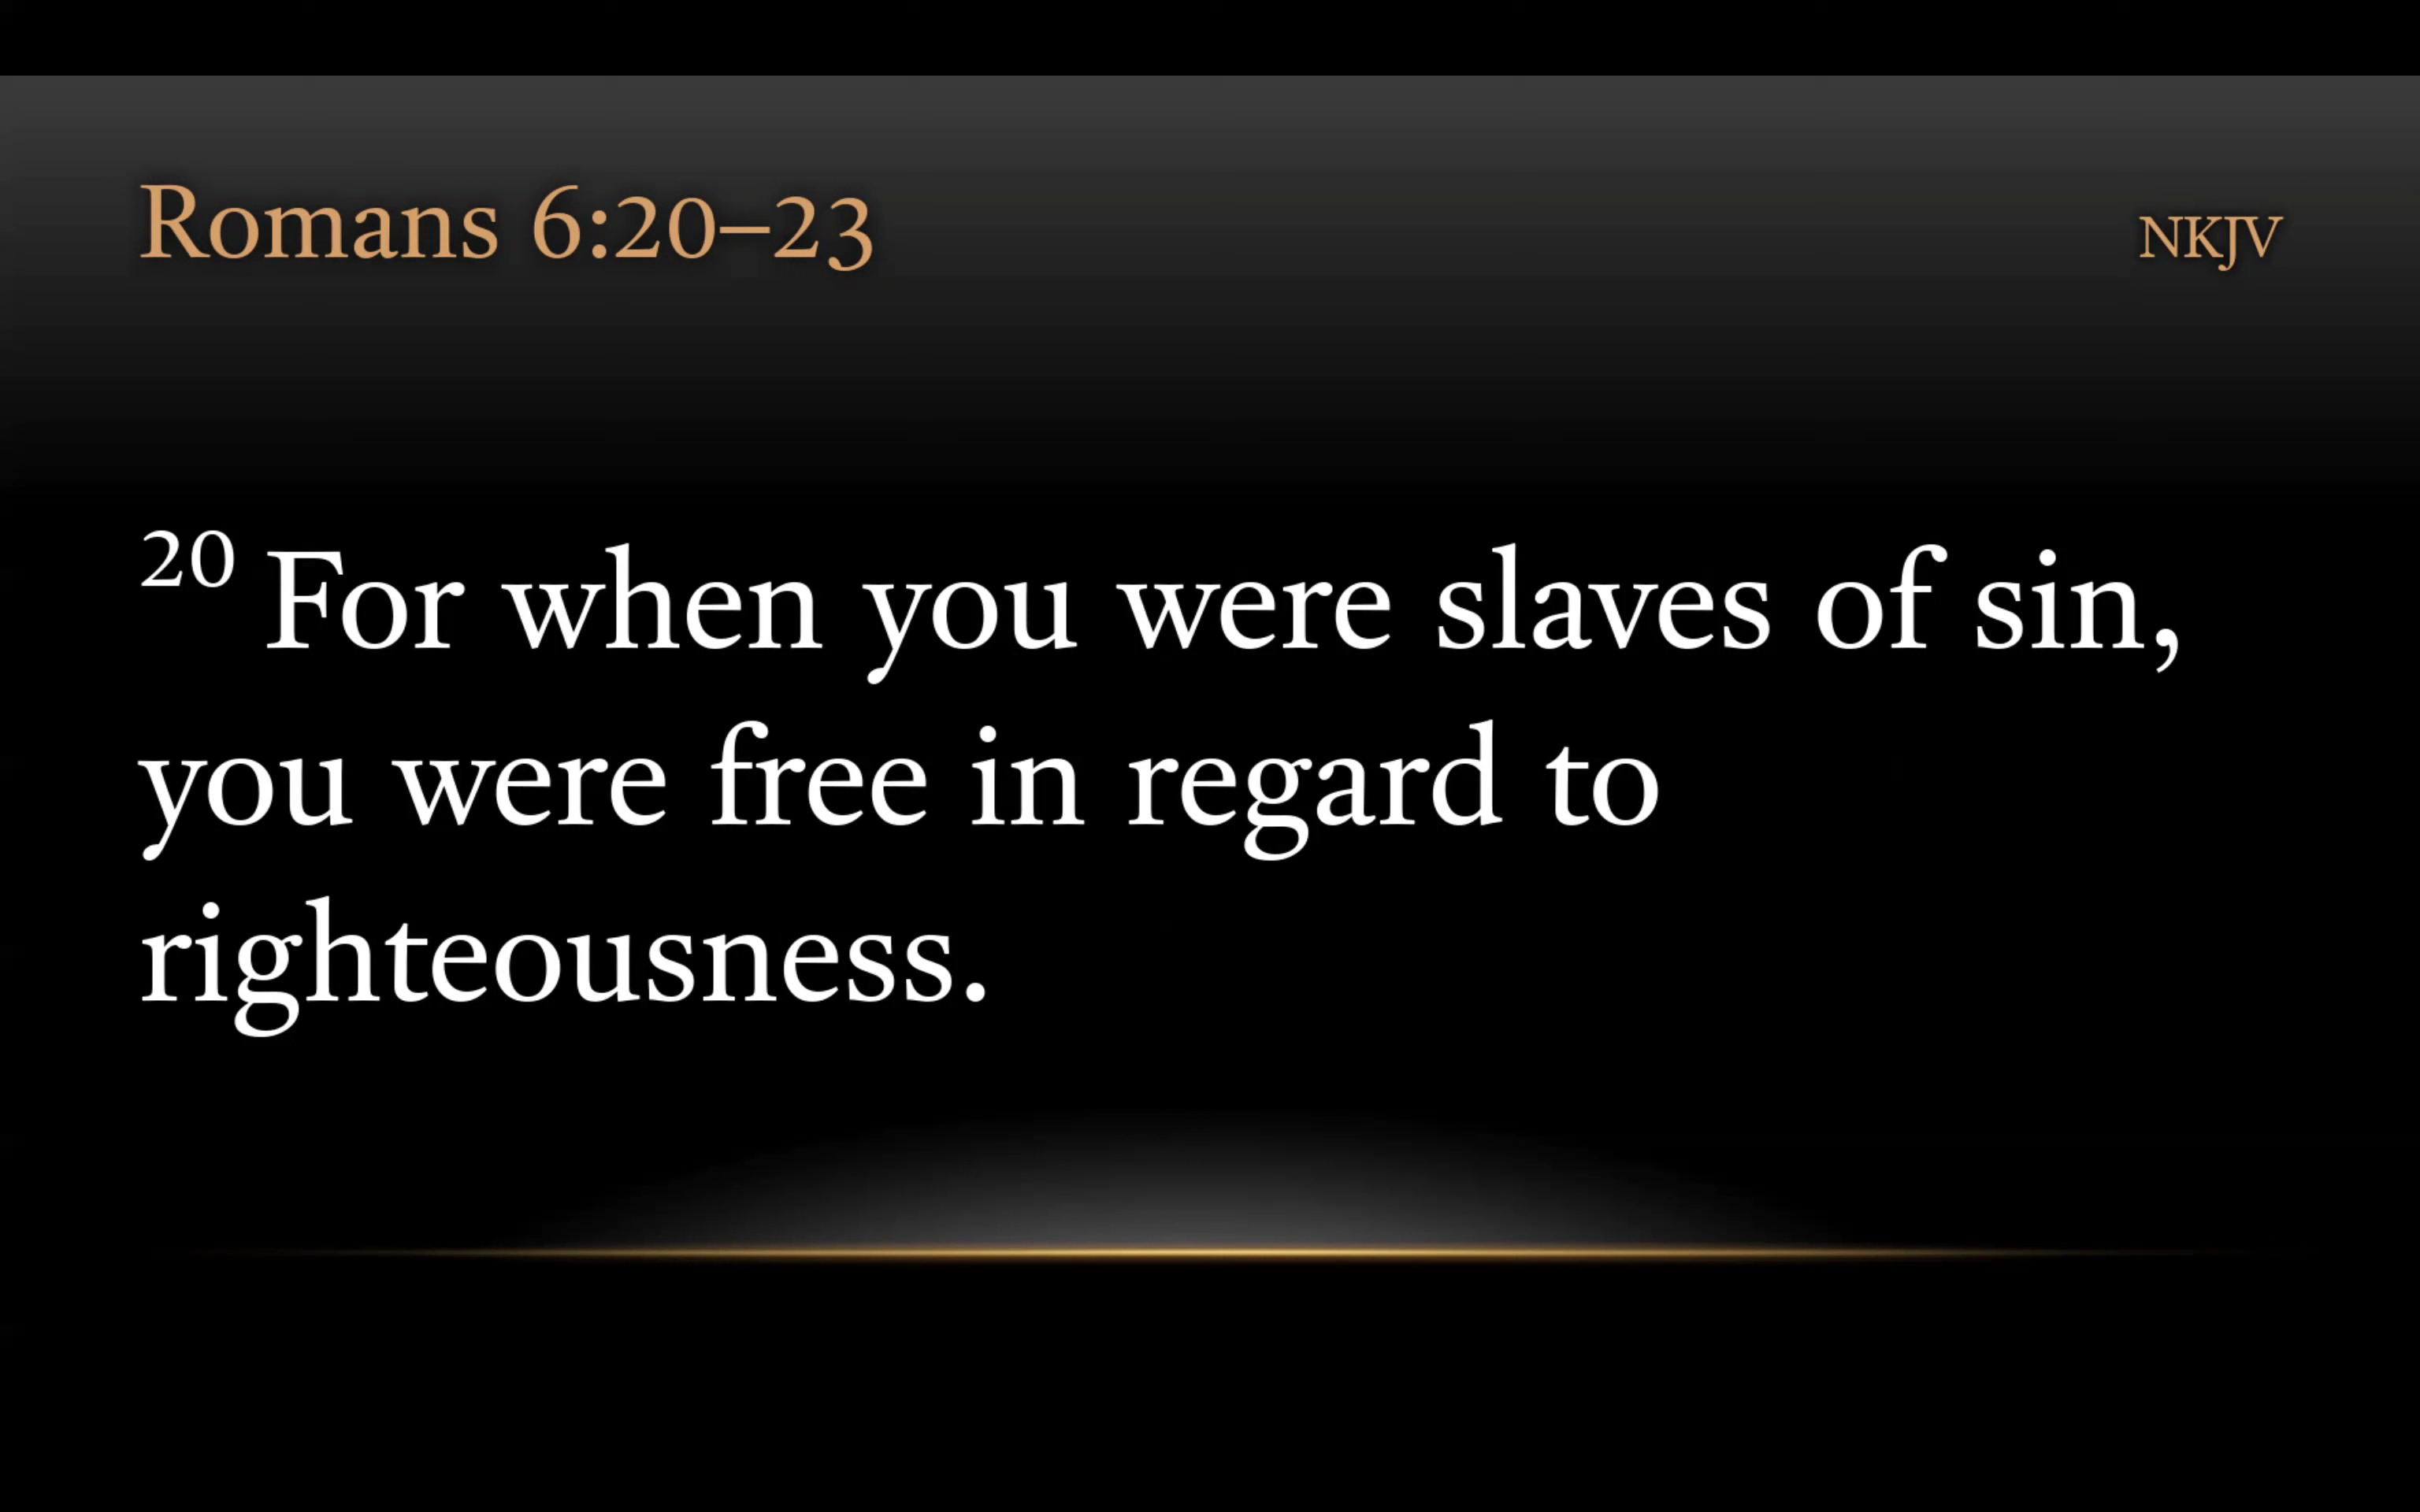 Romans 6:20–23
NKJV
20 For when you were slaves of sin,
you were free in regard to
righteousness.